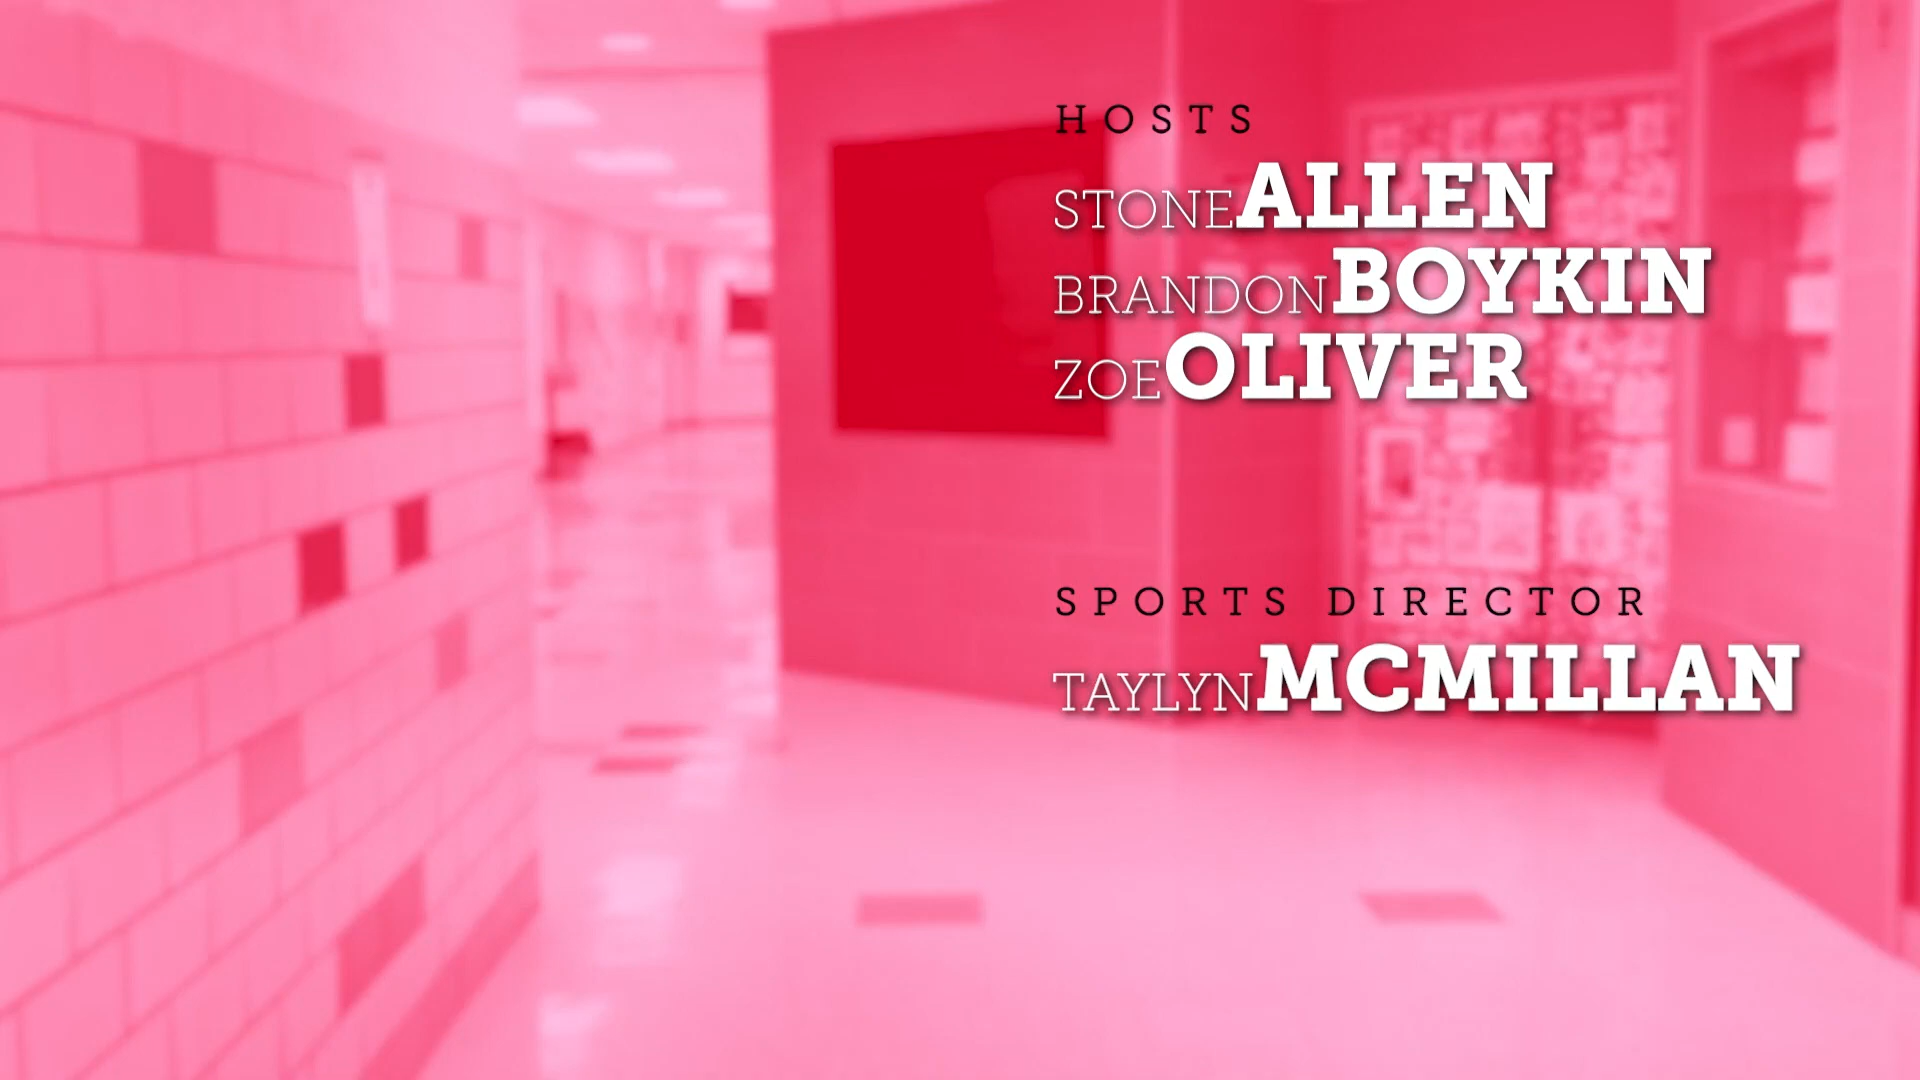 HOSTS
STONEALLEN
BRANDONBOYKIN
ZOEOLIVER
SPORTS DIRECTOR
TAYLYNMCMILLAN